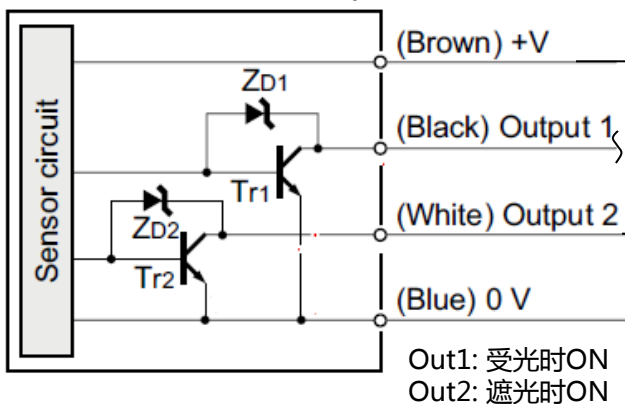 (Brown) +V
ZD1
(Black) Output 1
Sensor circuit
Tr1
(White) Output 2
ZD2
Tr2
(Blue) 0 V
Out1: 受光时ON
Out2: 遮光时ON